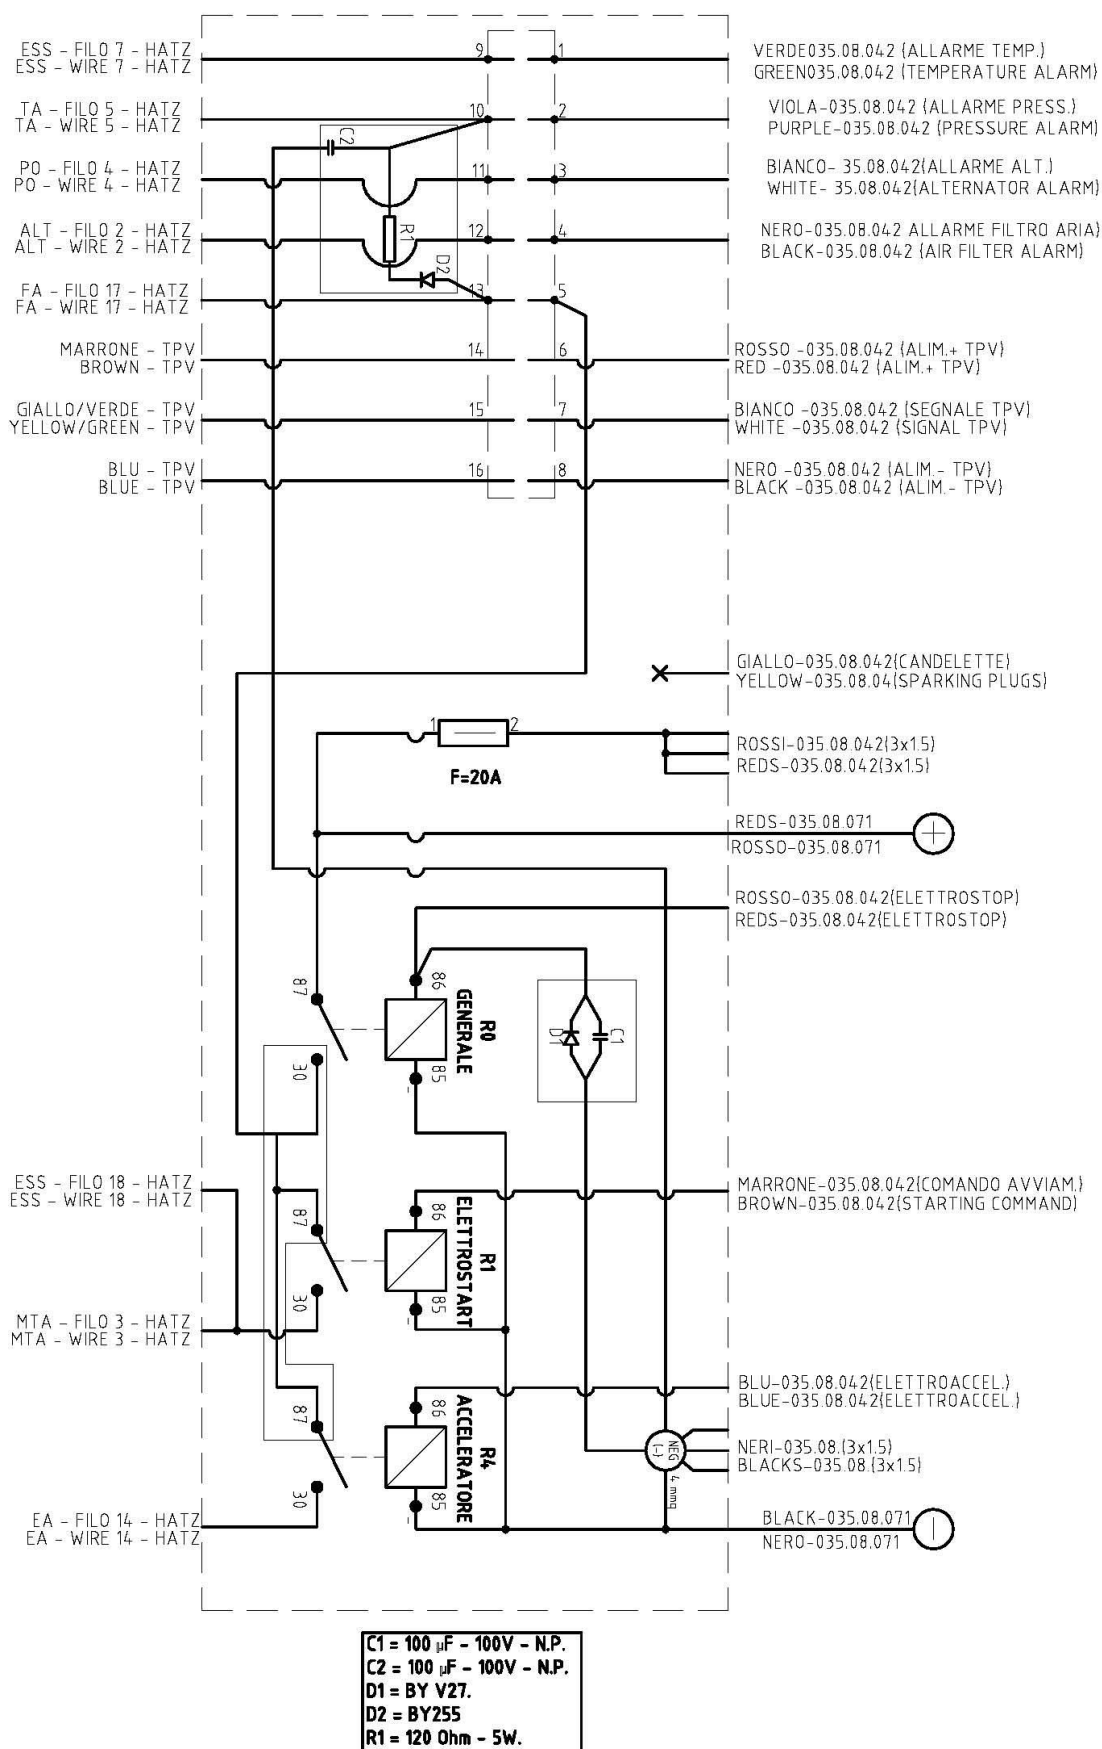 ESS - FILO 7 - HATZ
ESS - WIRE 7 - HATZ
9
1
VERDE035.08.042 (ALLARME TEMP.)
GREEN035.08.042 (TEMPERATURE ALARM)
TA - FILO 5 - HATZ
TA - WIRE 5 - HATZ
10
2
VIOLA-035.08.042 (ALLARME PRESS.)
PURPLE-035.08.042 (PRESSURE ALARM)
C2
PO - FILO 4 - HATZ
PO - WIRE 4 - HATZ
11
3
BIANCO- 35.08.042(ALLARME ALT.)
WHITE- 35.08.042(ALTERNATOR ALARM)
ALT - FILO 2 - HATZ
ALT - WIRE 2 - HATZ
R1
12
4
NERO-035.08.042 ALLARME FILTRO ARIA)
BLACK-035.08.042 (AIR FILTER ALARM)
D2
FA - FILO 17 - HATZ
FA - WIRE 17 - HATZ
13
5
MARRONE - TPV
BROWN - TPV
14
6
ROSSO -035.08.042 (ALIM.+ TPV)
RED -035.08.042 (ALIM.+ TPV)
GIALLO/VERDE - TPV
YELLOW/GREEN - TPV
15
7
BIANCO -035.08.042 (SEGNALE TPV)
WHITE -035.08.042 (SIGNAL TPV)
BLU - TPV
BLUE - TPV
16
8
NERO -035.08.042 (ALIM.- TPV)
BLACK -035.08.042 (ALIM.- TPV)
GIALLO-035.08.042(CANDELETTE)
YELLOW-035.08.04(SPARKING PLUGS)
1
2
F=20A
ROSSI-035.08.042(3x1.5)
REDS-035.08.042(3x1.5)
REDS-035.08.071
ROSSO-035.08.071
+
ROSSO-035.08.042(ELETTROSTOP)
REDS-035.08.042(ELETTROSTOP)
87
30
86
85
-
R0
GENERALE
D1
C1
ESS - FILO 18 - HATZ
ESS - WIRE 18 - HATZ
87
30
86
85
-
R1
ELETTROSTART
MARRONE-035.08.042(COMANDO AVVIAM.)
BROWN-035.08.042(STARTING COMMAND)
MTA - FILO 3 - HATZ
MTA - WIRE 3 - HATZ
87
30
86
85
-
R4
ACCELERATORE
BLU-035.08.042(ELETTROACCEL.)
BLUE-035.08.042(ELETTROACCEL.)
NEG
(-)
4 mmq
NERI-035.08.(3x1.5)
BLACKS-035.08.(3x1.5)
EA - FILO 14 - HATZ
EA - WIRE 14 - HATZ
BLACK-035.08.071
NERO-035.08.071
-
C1 = 100 µF - 100V - N.P.
C2 = 100 µF - 100V - N.P.
D1 = BY V27.
D2 = BY255
R1 = 120 Ohm - 5W.